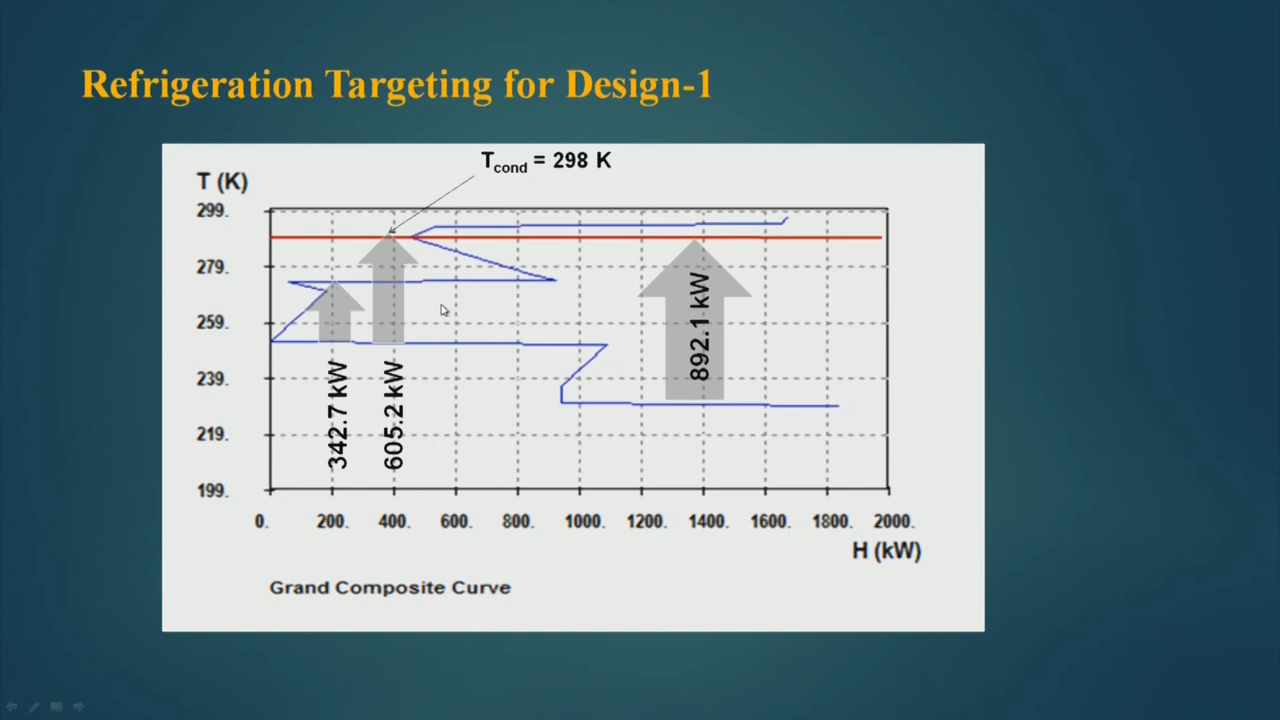 Refrigeration Targeting for Design-1
Tcond = 298 K
T (K)
299.
279.
259.
239.
219.
199.
342.7 kW
605.2 kW
892.1 kW
0. 200. 400. 600. 800. 1000. 1200. 1400. 1600. 1800. 2000.
H (kW)
Grand Composite Curve